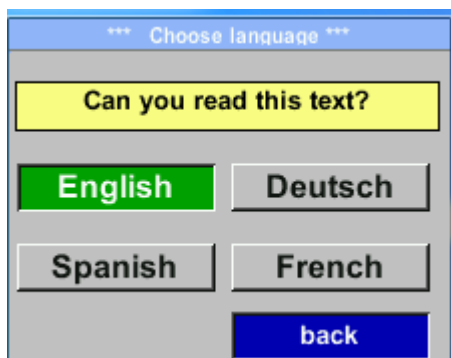 *** Choose language ***
Can you read this text?
English Deutsch
Spanish French
back